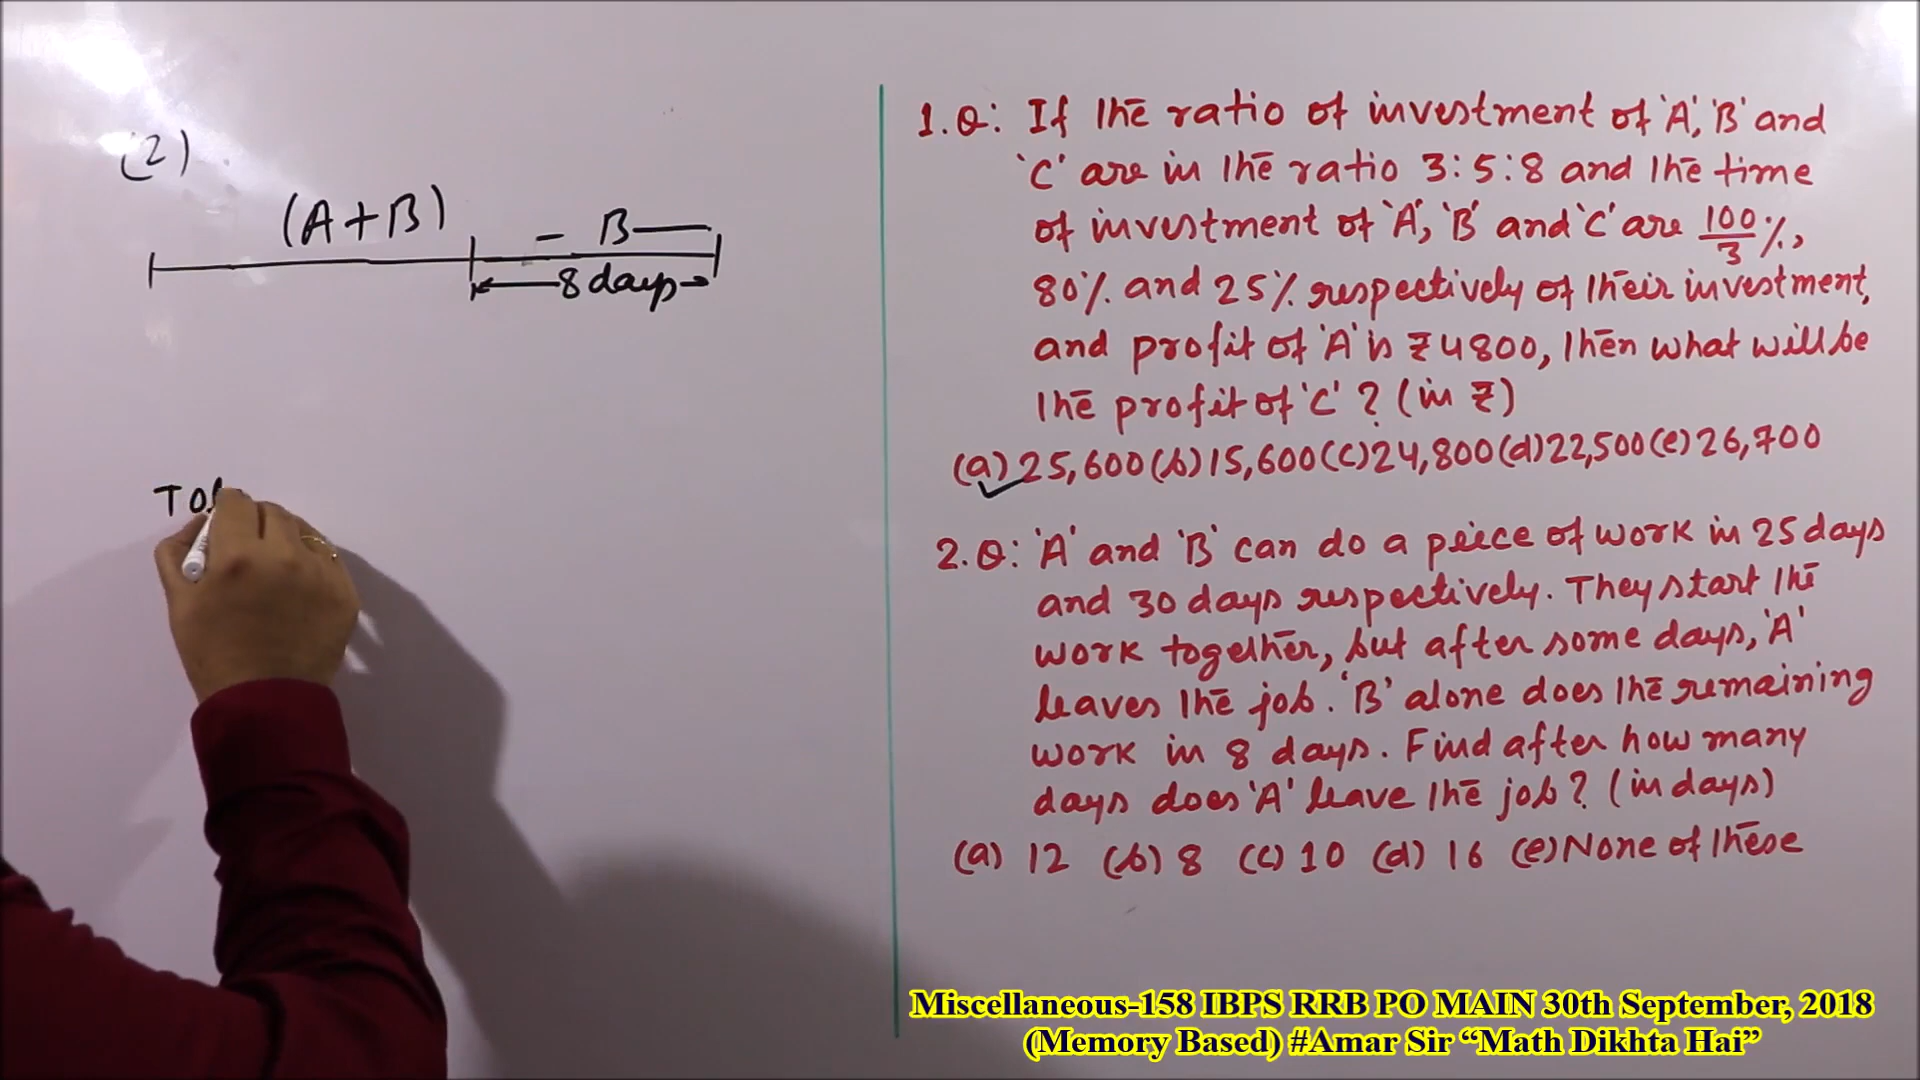 (2)
(A+B)
B
8 days
To
1.Q: If the ratio of investment of 'A', 'B' and
'C' are in the ratio 3:5:8 and the time
of investment of 'A', 'B' and 'C' are 100/3 %,
80% and 25% respectively of their investment,
and profit of 'A' is ₹4800, then what will be
the profit of 'C' ? (in ₹)
(a) 25,600 (b) 15,600 (c) 24,800 (d) 22,500 (e) 26,700
2.Q: 'A' and 'B' can do a piece of work in 25 days
and 30 days respectively. They start the
work together, but after some days, 'A'
leaves the job. 'B' alone does the remaining
work in 8 days. Find after how many
days does 'A' leave the job? (in days)
(a) 12 (b) 8 (c) 10 (d) 16 (e) None of these
Miscellaneous-158 IBPS RRB PO MAIN 30th September, 2018
(Memory Based) #Amar Sir “Math Dikhta Hai”